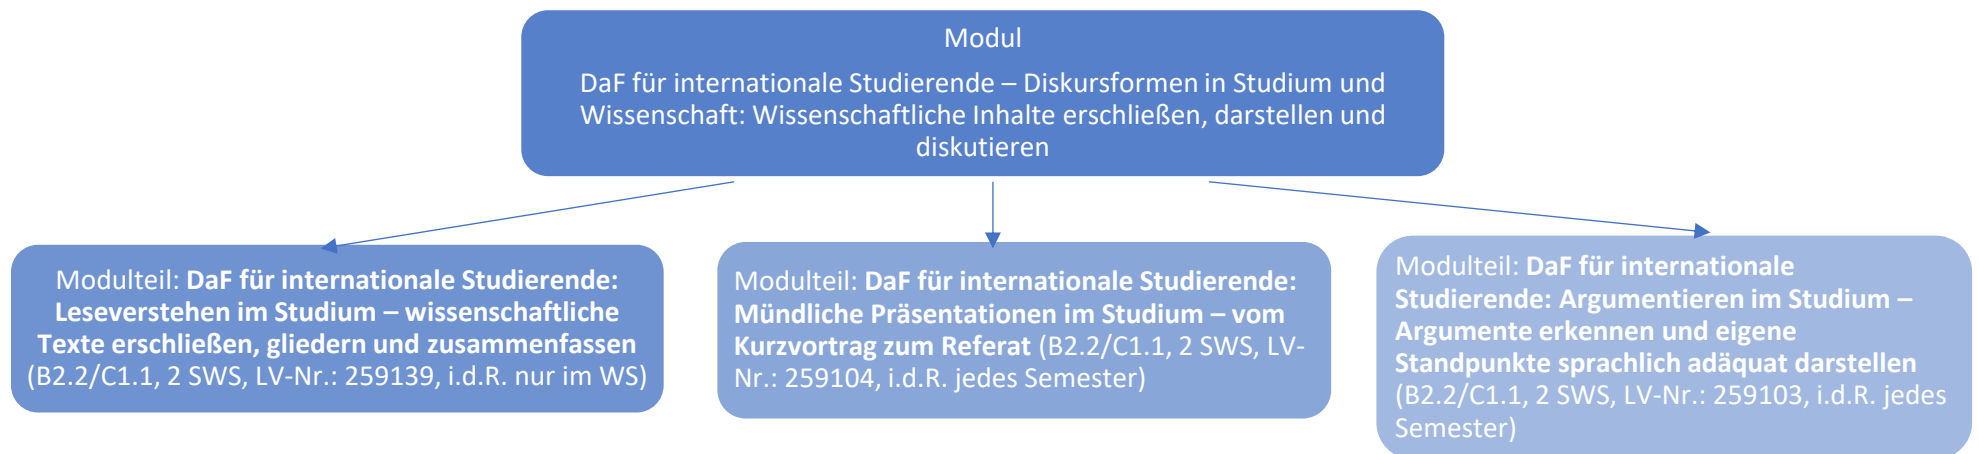 Modul
DaF für internationale Studierende – Diskursformen in Studium und
Wissenschaft: Wissenschaftliche Inhalte erschließen, darstellen und
diskutieren
Modulteil: DaF für internationale Studierende:
Leseverstehen im Studium – wissenschaftliche
Texte erschließen, gliedern und zusammenfassen
(B2.2/C1.1, 2 SWS, LV-Nr.: 259139, i.d.R. nur im WS)
Modulteil: DaF für internationale Studierende:
Mündliche Präsentationen im Studium – vom
Kurzvortrag zum Referat (B2.2/C1.1, 2 SWS, LV-
Nr.: 259104, i.d.R. jedes Semester)
Modulteil: DaF für internationale
Studierende: Argumentieren im Studium –
Argumente erkennen und eigene
Standpunkte sprachlich adäquat darstellen
(B2.2/C1.1, 2 SWS, LV-Nr.: 259103, i.d.R. jedes
Semester)